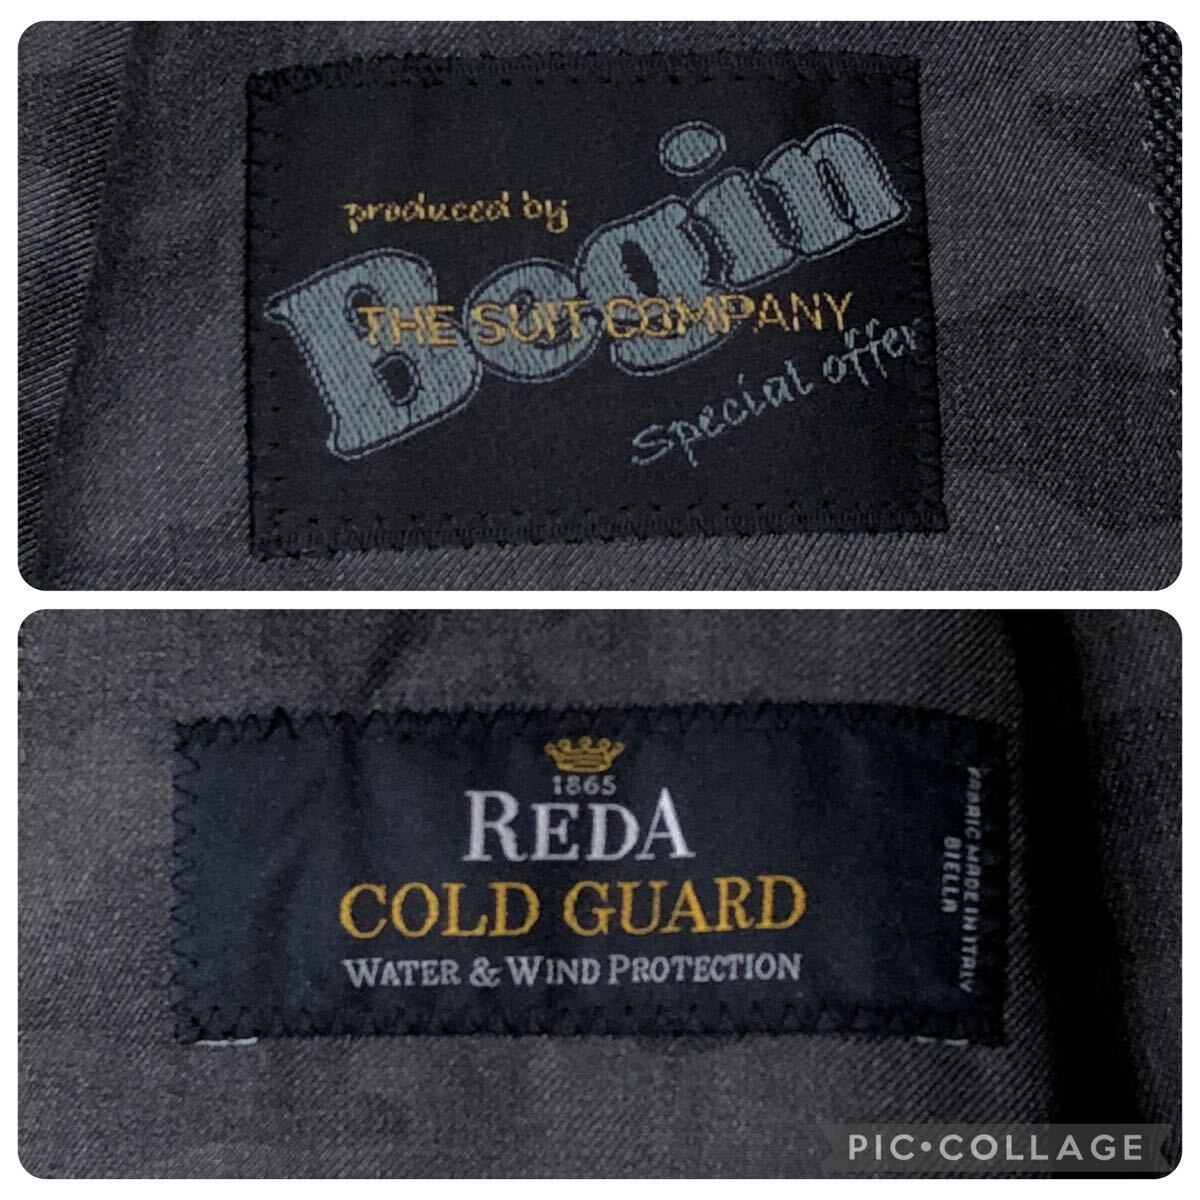 produced by
Begin
THE SUIT COMPANY
special offer
1865
REDA
COLD GUARD
WATER & WIND PROTECTION
FABRIC MADE IN ITALY
BIELLA
PIC•COLLAGE